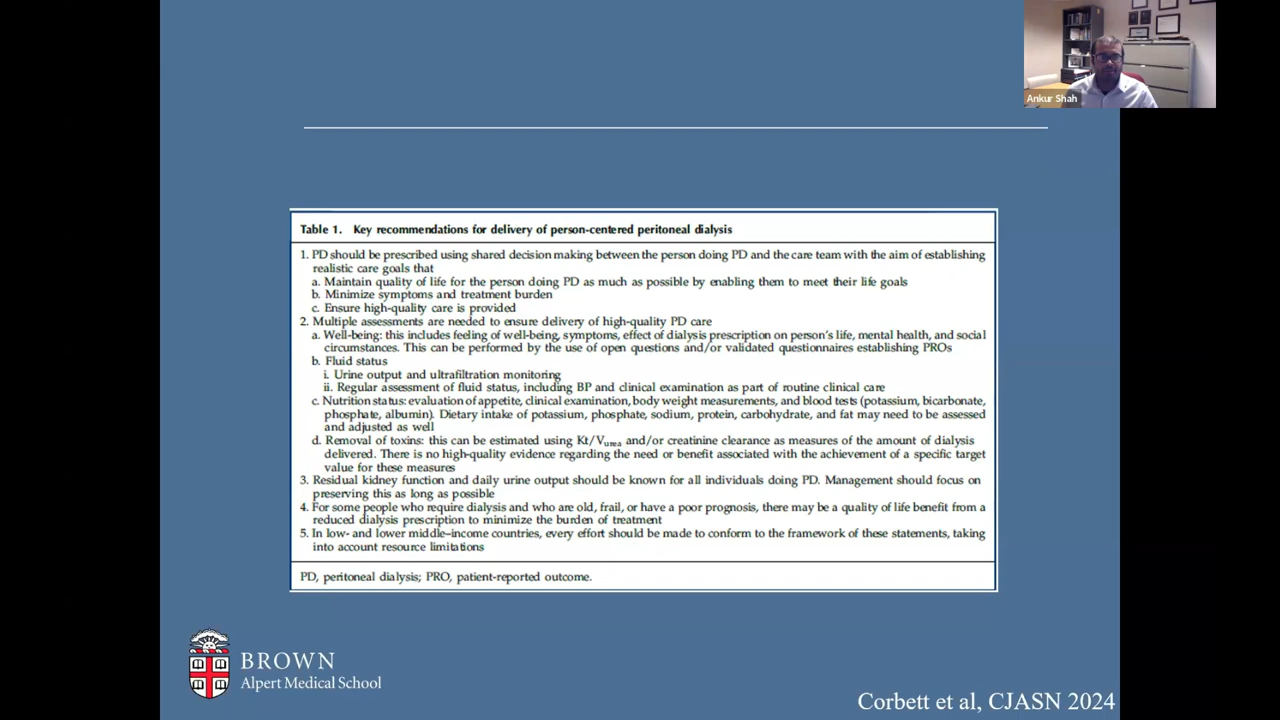 Ankur Shah
Table 1. Key recommendations for delivery of person-centered peritoneal dialysis
1. PD should be prescribed using shared decision making between the person doing PD and the care team with the aim of establishing
realistic care goals that
a. Maintain quality of life for the person doing PD as much as possible by enabling them to meet their life goals
b. Minimize symptoms and treatment burden
c. Ensure high-quality care is provided
2. Multiple assessments are needed to ensure delivery of high-quality PD care
a. Well-being: this includes feeling of well-being, symptoms, effect of dialysis prescription on person's life, mental health, and social
circumstances. This can be performed by the use of open questions and/or validated questionnaires establishing PROs
b. Fluid status
i. Urine output and ultrafiltration monitoring
ii. Regular assessment of fluid status, including BP and clinical examination as part of routine clinical care
c. Nutrition status: evaluation of appetite, clinical examination, body weight measurements, and blood tests (potassium, bicarbonate,
phosphate, albumin). Dietary intake of potassium, phosphate, sodium, protein, carbohydrate, and fat may need to be assessed
and adjusted as well
d. Removal of toxins: this can be estimated using Kt/Vurea and/or creatinine clearance as measures of the amount of dialysis
delivered. There is no high-quality evidence regarding the need or benefit associated with the achievement of a specific target
value for these measures
3. Residual kidney function and daily urine output should be known for all individuals doing PD. Management should focus on
preserving this as long as possible
4. For some people who require dialysis and who are old, frail, or have a poor prognosis, there may be a quality of life benefit from a
reduced dialysis prescription to minimize the burden of treatment
5. In low- and lower middle–income countries, every effort should be made to conform to the framework of these statements, taking
into account resource limitations
PD, peritoneal dialysis; PRO, patient-reported outcome.
BROWN
Alpert Medical School
Corbett et al, CJASN 2024